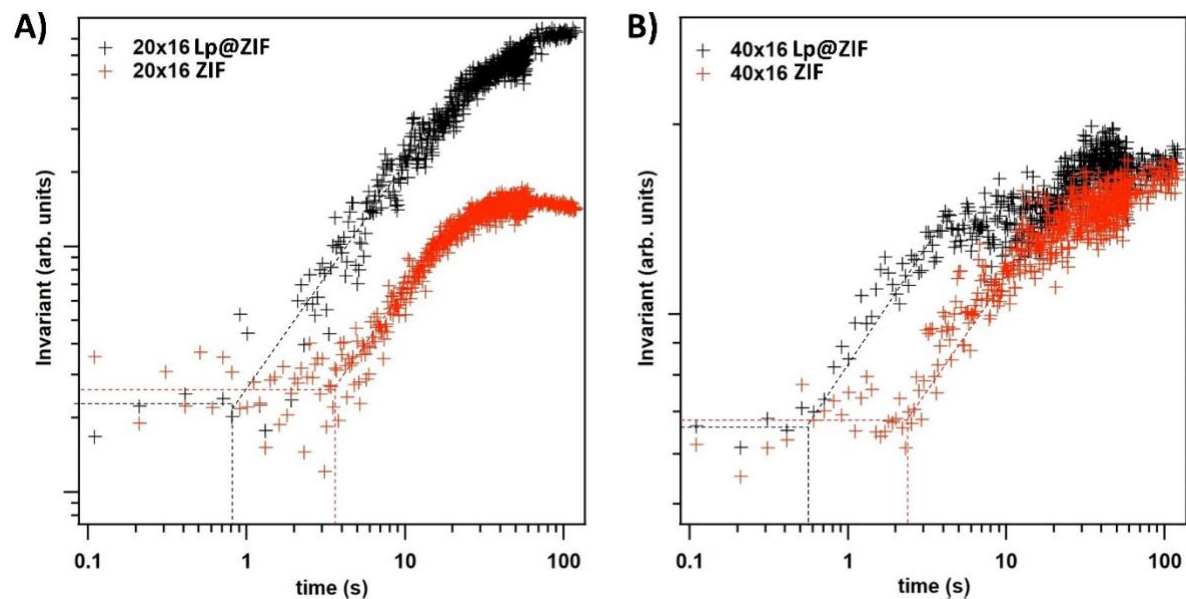 A)
+ 20x16 Lp@ZIF
+ 20x16 ZIF
Invariant (arb. units)
0.1 1 10 100
time (s)
B)
+ 40x16 Lp@ZIF
+ 40x16 ZIF
Invariant (arb. units)
0.1 1 10 100
time (s)